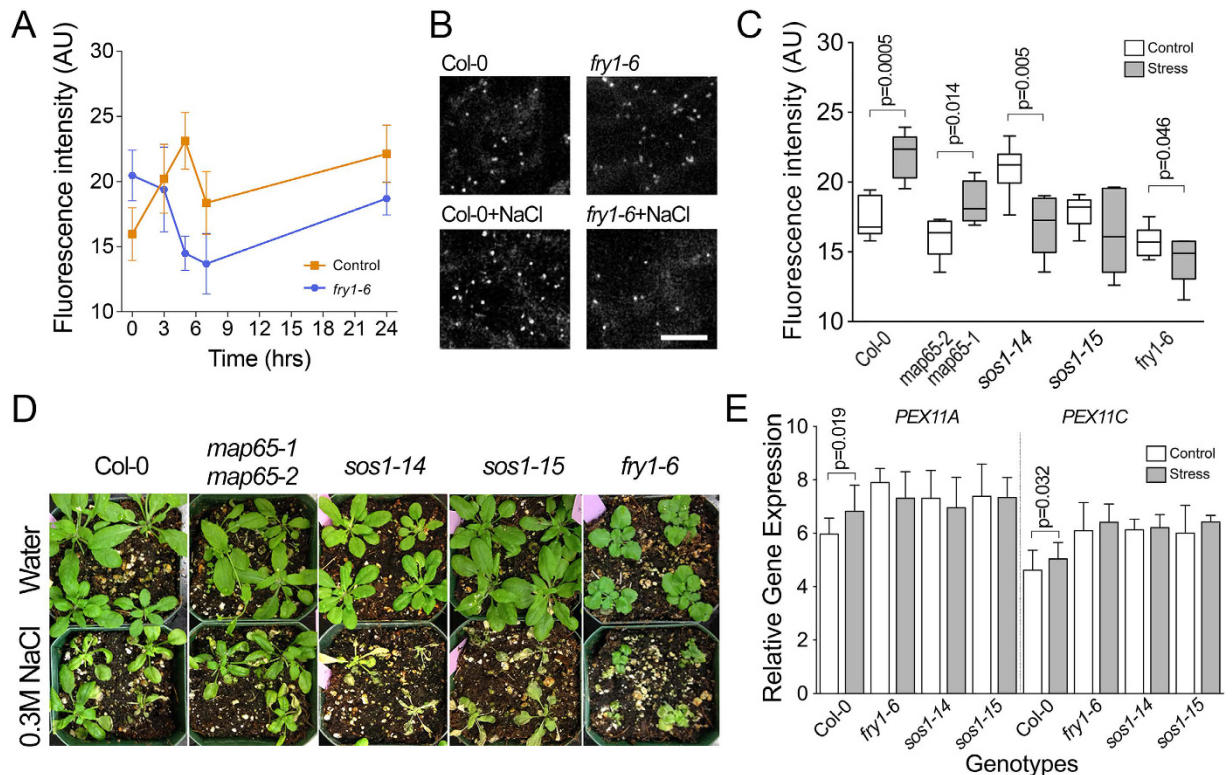 A
Fluorescence intensity (AU)
30
25
20
15
10
0 3 6 9 12 15 18 21 24
Time (hrs)
Control
fry1-6
B
Col-0 fry1-6
Col-0+NaCl fry1-6+NaCl
C
Fluorescence intensity (AU)
30
25
20
15
10
p=0.0005
p=0.014
p=0.005
p=0.046
Control
Stress
Col-0
map65-2
map65-1
sos1-14
sos1-15
fry1-6
D
Col-0
map65-1
map65-2
sos1-14
sos1-15
fry1-6
Water
0.3M NaCl
E
Relative Gene Expression
10
8
6
4
2
0
PEX11A PEX11C
p=0.019
p=0.032
Control
Stress
Col-0 fry1-6 sos1-14 sos1-15 Col-0 fry1-6 sos1-14 sos1-15
Genotypes